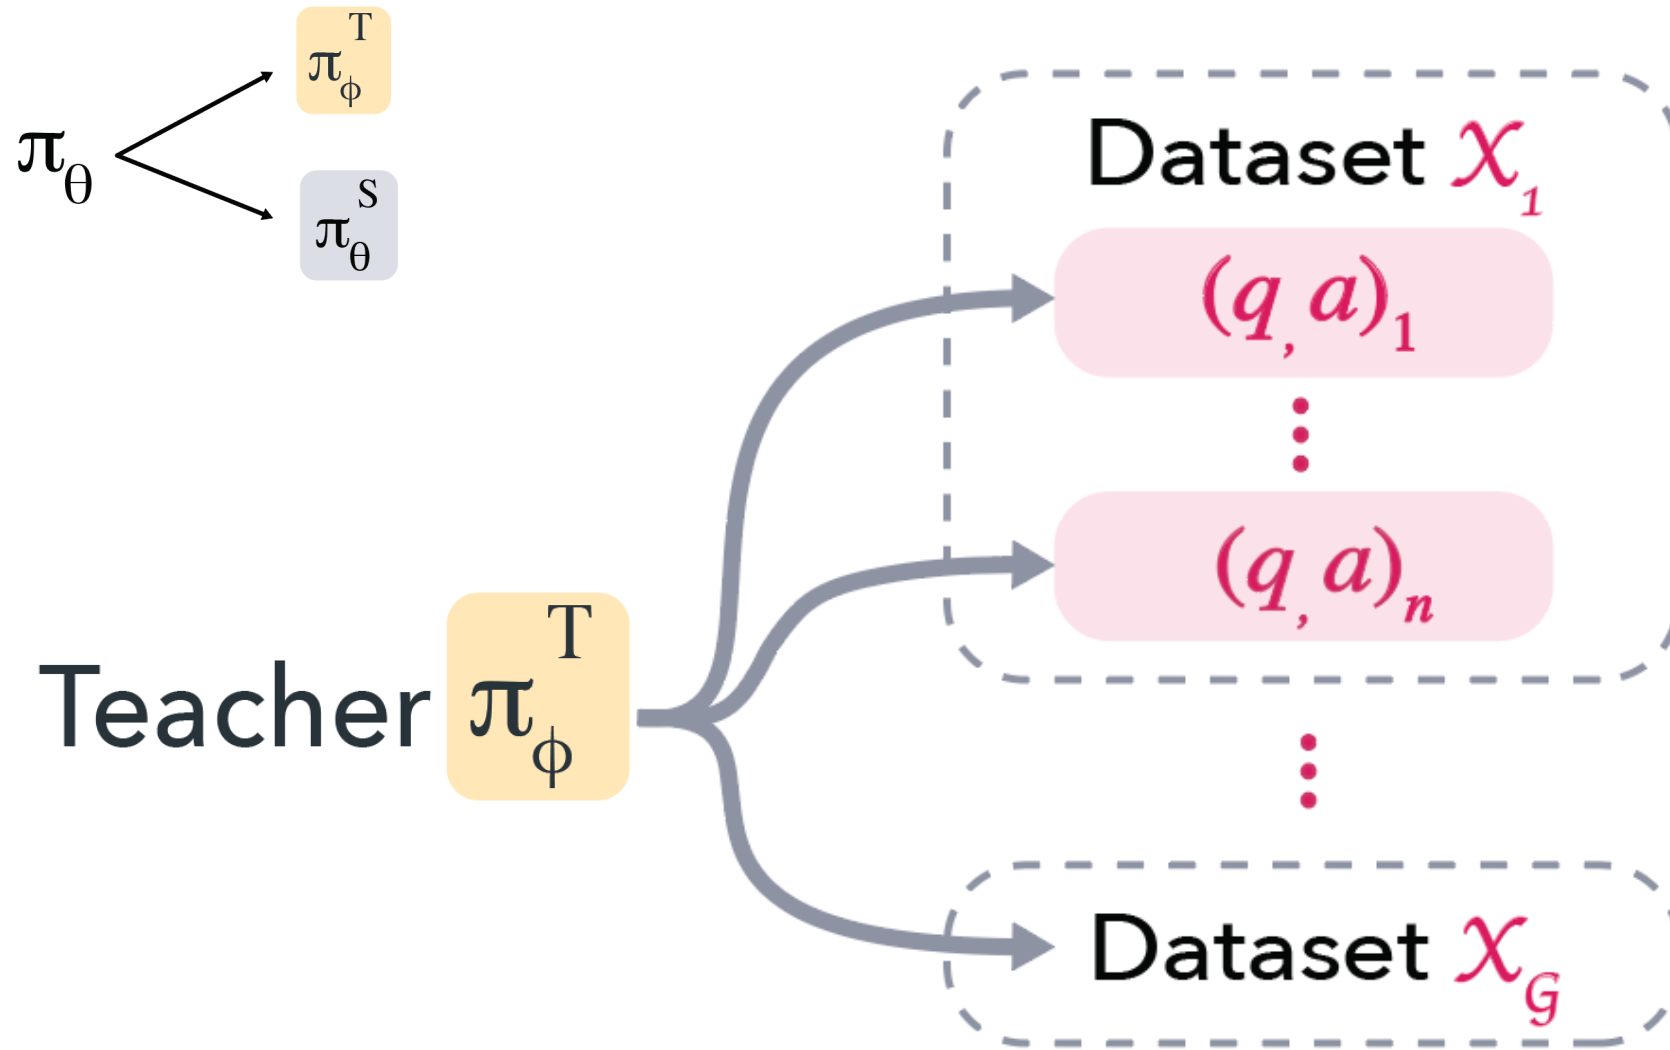 π_θ
π_ϕ^T
π_θ^S
Dataset 𝒳_1
(q, a)_1
(q, a)_n
Teacher π_ϕ^T
Dataset 𝒳_G